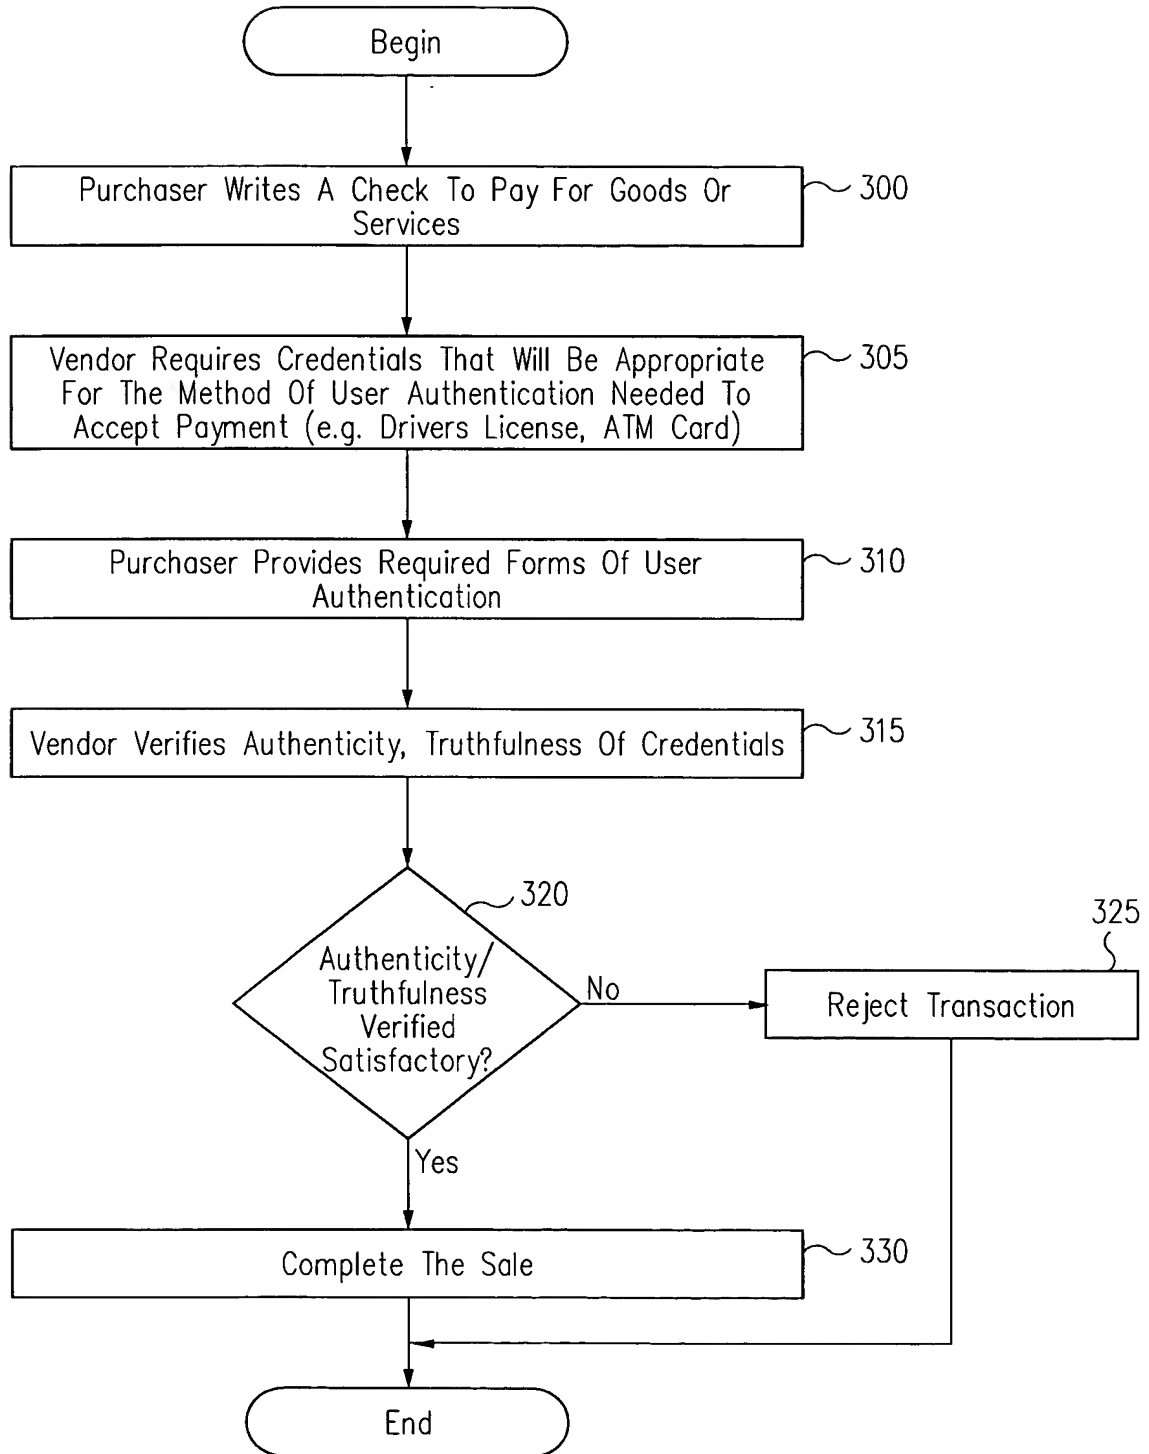 Begin
Purchaser Writes A Check To Pay For Goods Or
Services
300
Vendor Requires Credentials That Will Be Appropriate
For The Method Of User Authentication Needed To
Accept Payment (e.g. Drivers License, ATM Card)
305
Purchaser Provides Required Forms Of User
Authentication
310
Vendor Verifies Authenticity, Truthfulness Of Credentials
315
320
Authenticity/
Truthfulness
Verified
Satisfactory?
No
325
Reject Transaction
Yes
Complete The Sale
330
End